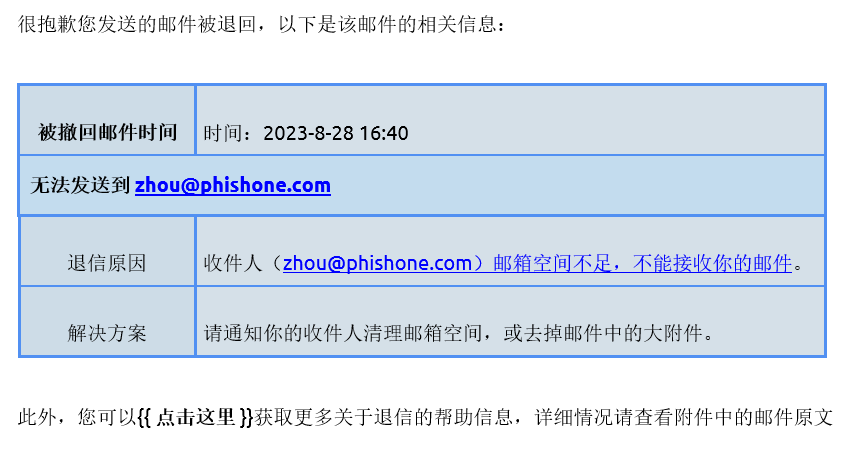 很抱歉您发送的邮件被退回，以下是该邮件的相关信息：
被撤回邮件时间 时间：2023-8-28 16:40
无法发送到 zhou@phishone.com
退信原因 收件人（zhou@phishone.com）邮箱空间不足，不能接收你的邮件。
解决方案 请通知你的收件人清理邮箱空间，或去掉邮件中的大附件。
此外，您可以{{ 点击这里 }}获取更多关于退信的帮助信息，详细情况请查看附件中的邮件原文